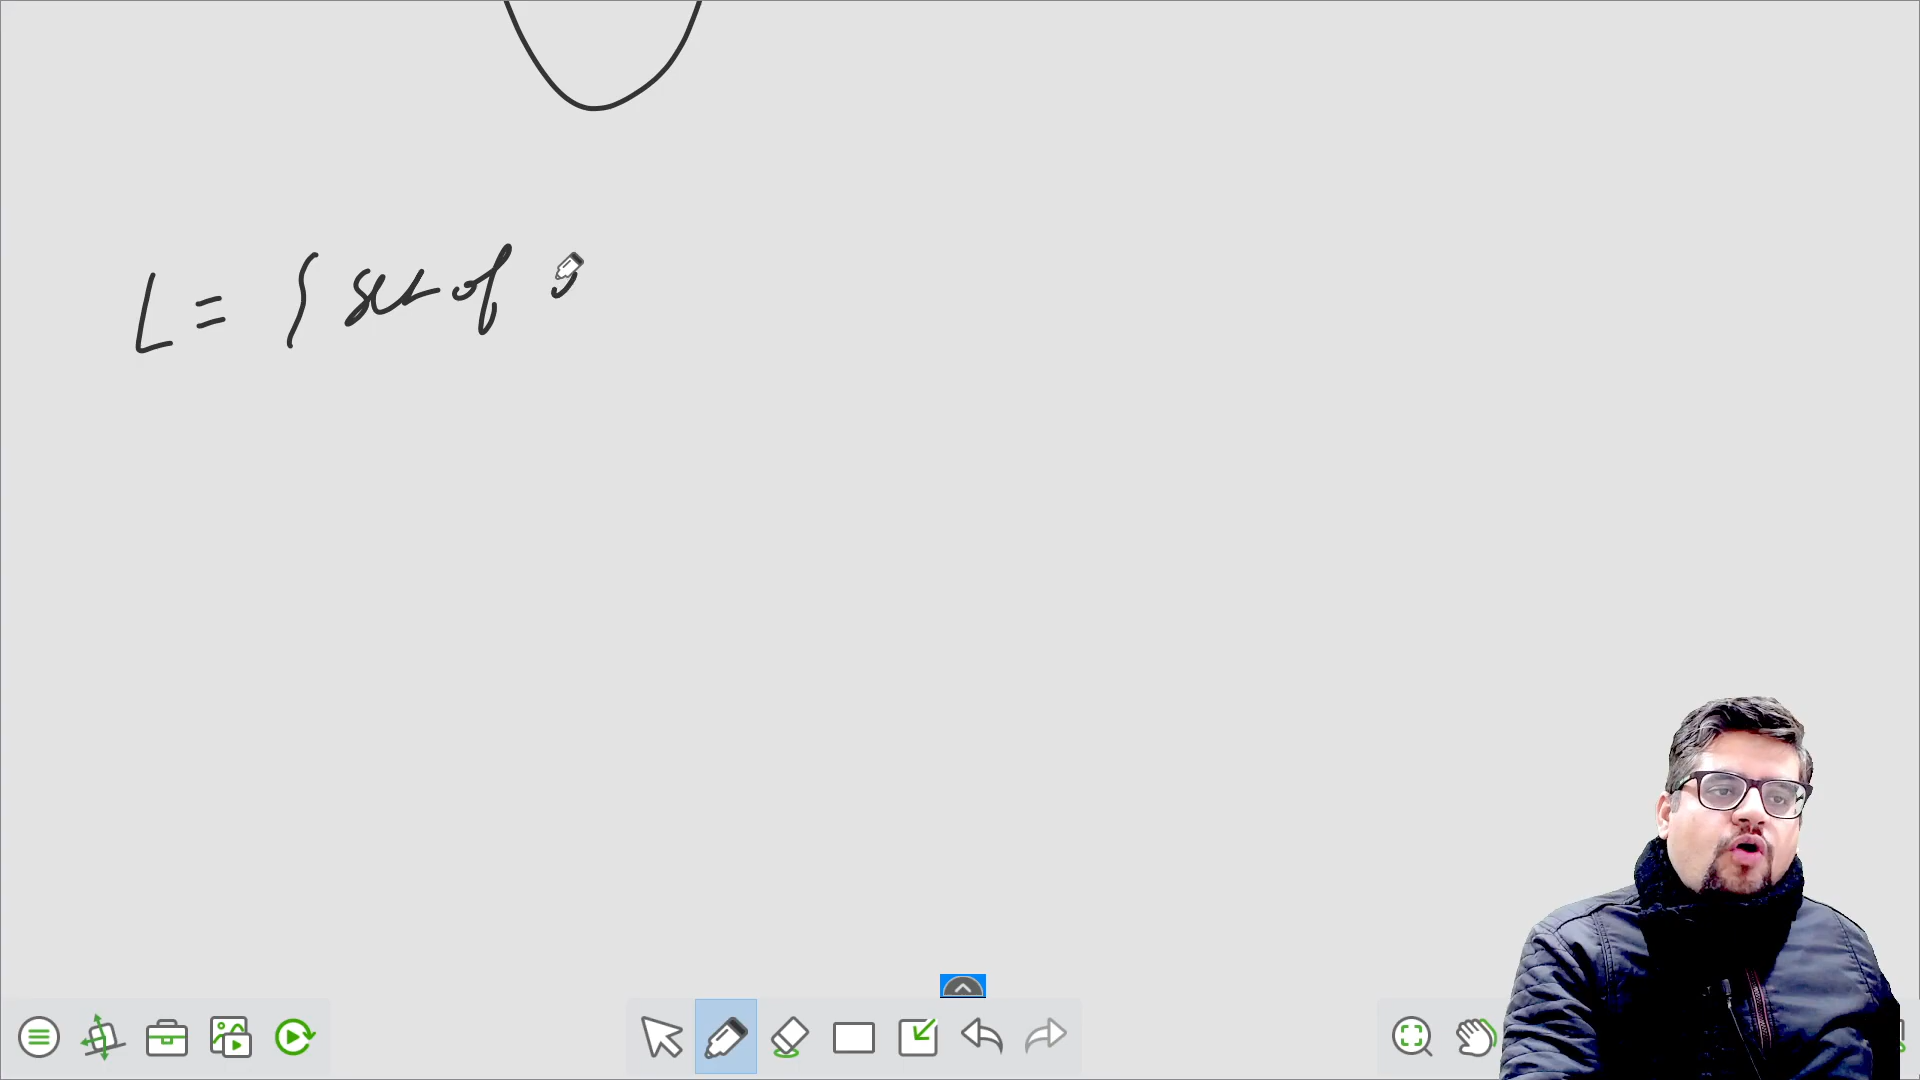 L = { set of